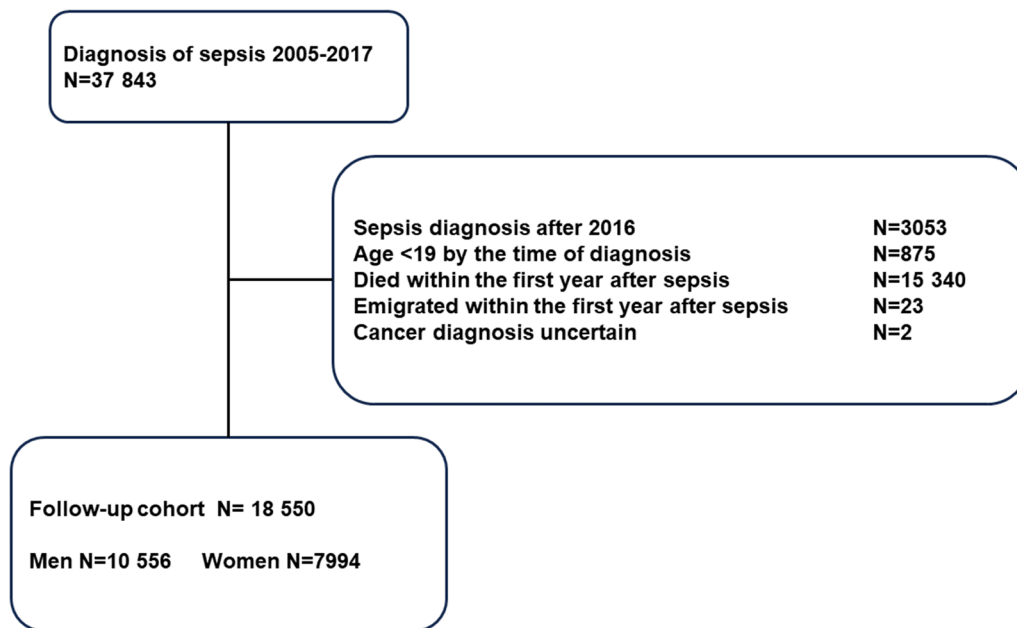 Diagnosis of sepsis 2005-2017
N=37 843
Sepsis diagnosis after 2016 N=3053
Age <19 by the time of diagnosis N=875
Died within the first year after sepsis N=15 340
Emigrated within the first year after sepsis N=23
Cancer diagnosis uncertain N=2
Follow-up cohort N= 18 550
Men N=10 556 Women N=7994